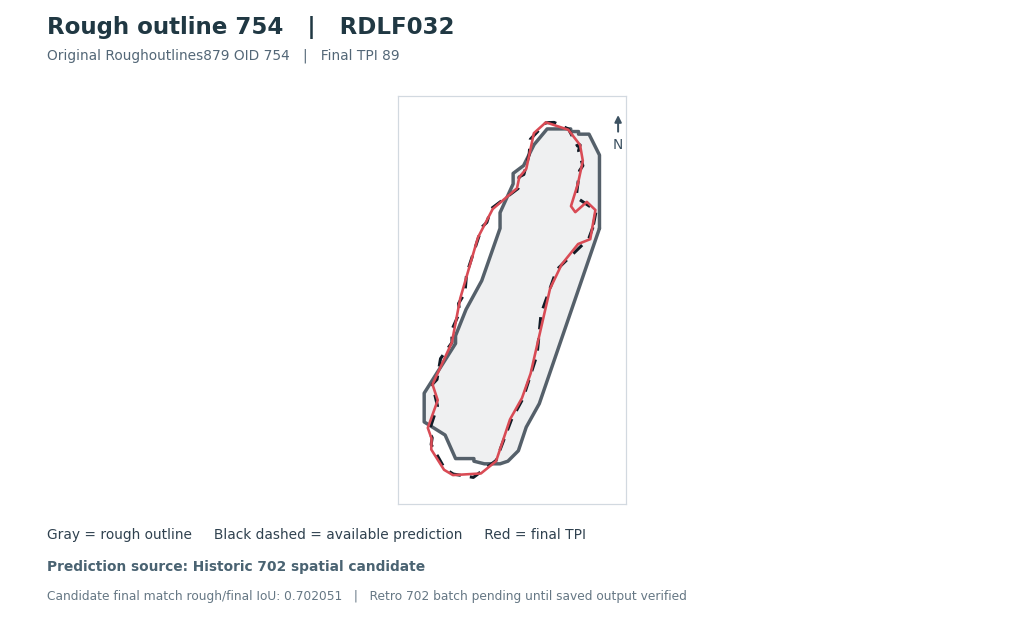 Rough outline 754   |   RDLF032
Original Roughoutlines879 OID 754   |   Final TPI 89
N
Gray = rough outline     Black dashed = available prediction     Red = final TPI
Prediction source: Historic 702 spatial candidate
Candidate final match rough/final IoU: 0.702051   |   Retro 702 batch pending until saved output verified